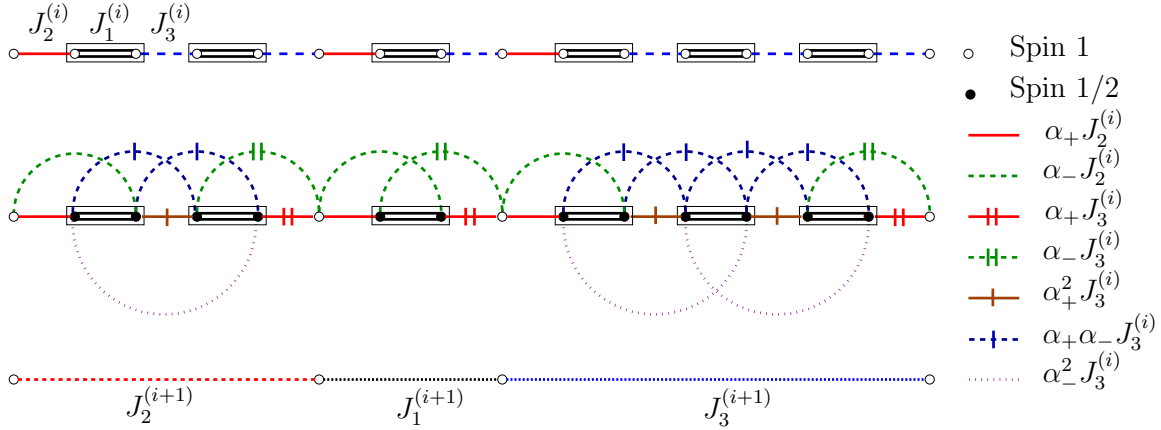 J_2^{(i)} J_1^{(i)} J_3^{(i)}
Spin 1
Spin 1/2
α_+ J_2^{(i)}
α_- J_2^{(i)}
α_+ J_3^{(i)}
α_- J_3^{(i)}
α_+^2 J_3^{(i)}
α_+ α_- J_3^{(i)}
α_-^2 J_3^{(i)}
J_2^{(i+1)} J_1^{(i+1)} J_3^{(i+1)}